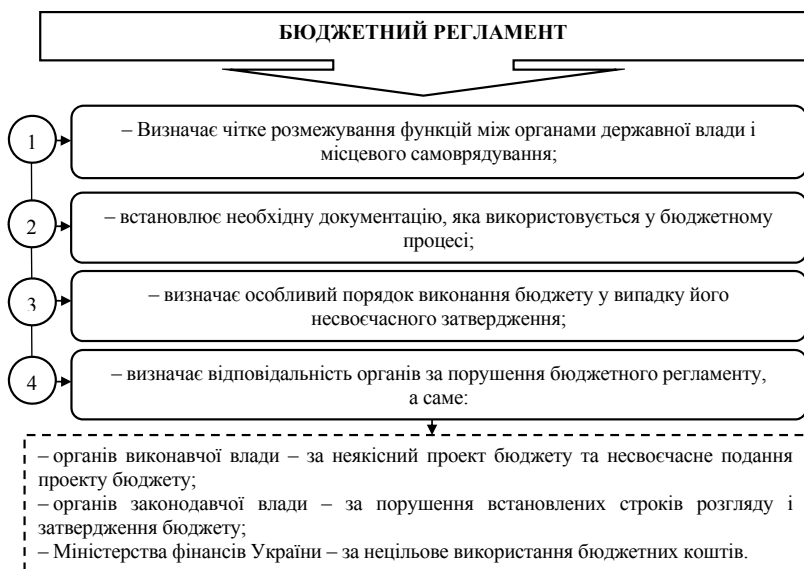 БЮДЖЕТНИЙ РЕГЛАМЕНТ
1
– Визначає чітке розмежування функцій між органами державної влади і
місцевого самоврядування;
2
– встановлює необхідну документацію, яка використовується у бюджетному
процесі;
3
– визначає особливий порядок виконання бюджету у випадку його
несвоєчасного затвердження;
4
– визначає відповідальність органів за порушення бюджетного регламенту,
а саме:
– органів виконавчої влади – за неякісний проект бюджету та несвоєчасне подання
проекту бюджету;
– органів законодавчої влади – за порушення встановлених строків розгляду і
затвердження бюджету;
– Міністерства фінансів України – за нецільове використання бюджетних коштів.